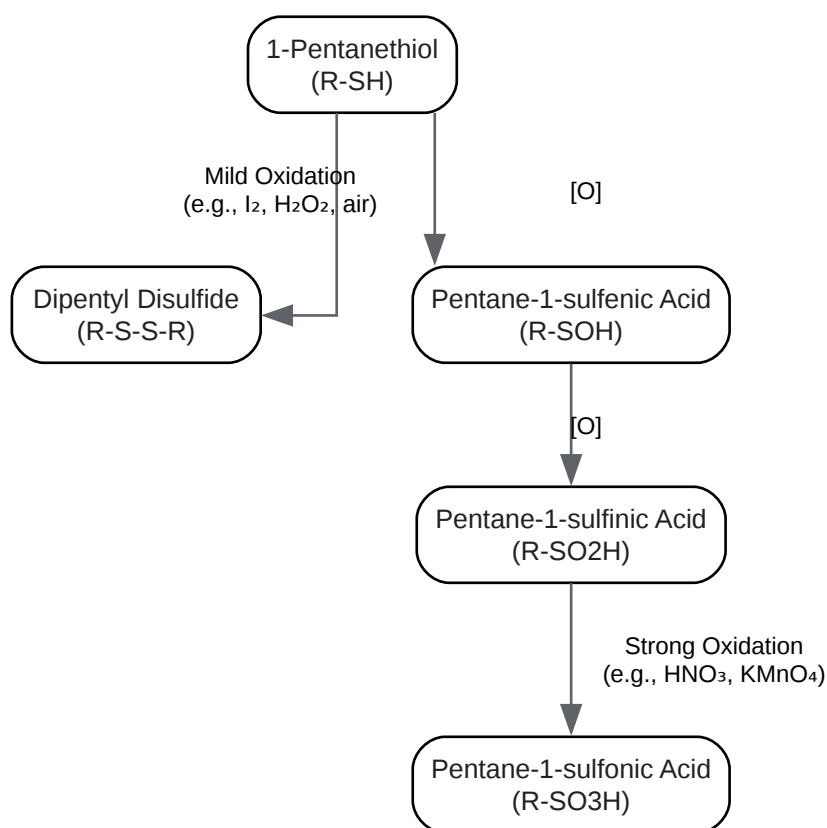 1-Pentanethiol
(R-SH)
Mild Oxidation
(e.g., I₂, H₂O₂, air)
[O]
Dipentyl Disulfide
(R-S-S-R)
Pentane-1-sulfenic Acid
(R-SOH)
[O]
Pentane-1-sulfinic Acid
(R-SO2H)
Strong Oxidation
(e.g., HNO₃, KMnO₄)
Pentane-1-sulfonic Acid
(R-SO3H)